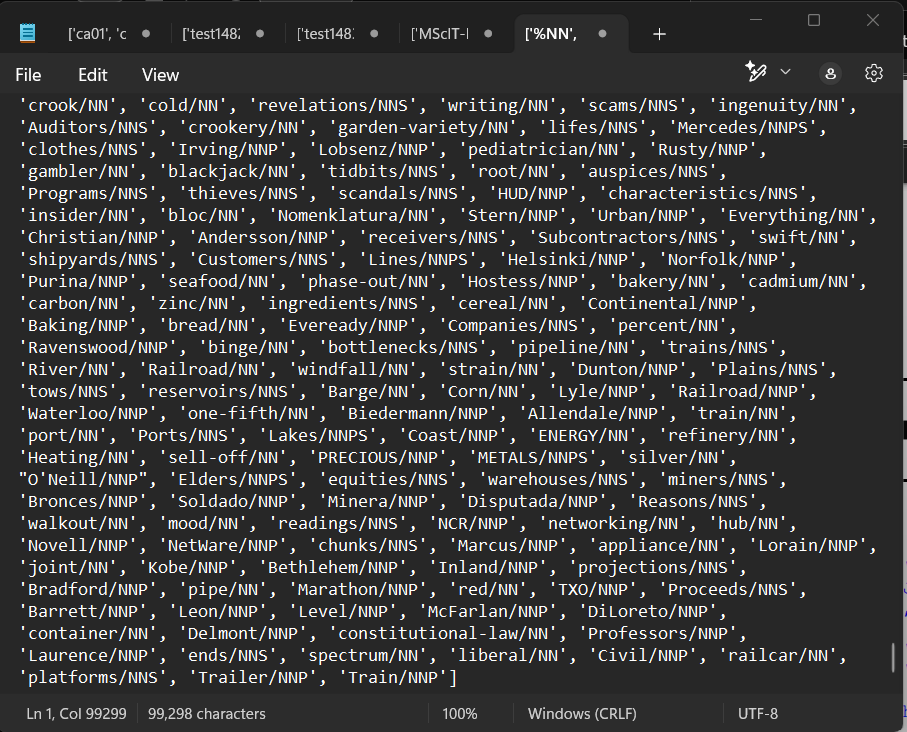 ['ca01', 'c
['test148
['test148
['MScIT-
['%NN',
File Edit View
'crook/NN', 'cold/NN', 'revelations/NNS', 'writing/NN', 'scams/NNS', 'ingenuity/NN',
'Auditors/NNS', 'crookery/NN', 'garden-variety/NN', 'lifes/NNS', 'Mercedes/NNPS',
'clothes/NNS', 'Irving/NNP', 'Lobsenz/NNP', 'pediatrician/NN', 'Rusty/NNP',
'gambler/NN', 'blackjack/NN', 'tidbits/NNS', 'root/NN', 'auspices/NNS',
'Programs/NNS', 'thieves/NNS', 'scandals/NNS', 'HUD/NNP', 'characteristics/NNS',
'insider/NN', 'bloc/NN', 'Nomenklatura/NN', 'Stern/NNP', 'Urban/NNP', 'Everything/NN',
'Christian/NNP', 'Andersson/NNP', 'receivers/NNS', 'Subcontractors/NNS', 'swift/NN',
'shipyards/NNS', 'Customers/NNS', 'Lines/NNPS', 'Helsinki/NNP', 'Norfolk/NNP',
'Purina/NNP', 'seafood/NN', 'phase-out/NN', 'Hostess/NNP', 'bakery/NN', 'cadmium/NN',
'carbon/NN', 'zinc/NN', 'ingredients/NNS', 'cereal/NN', 'Continental/NNP',
'Baking/NNP', 'bread/NN', 'Eveready/NNP', 'Companies/NNS', 'percent/NN',
'Ravenswood/NNP', 'binge/NN', 'bottlenecks/NNS', 'pipeline/NN', 'trains/NNS',
'River/NN', 'Railroad/NN', 'windfall/NN', 'strain/NN', 'Dunton/NNP', 'Plains/NNS',
'tows/NNS', 'reservoirs/NNS', 'Barge/NN', 'Corn/NN', 'Lyle/NNP', 'Railroad/NNP',
'Waterloo/NNP', 'one-fifth/NN', 'Biedermann/NNP', 'Allendale/NNP', 'train/NN',
'port/NN', 'Ports/NNS', 'Lakes/NNPS', 'Coast/NNP', 'ENERGY/NN', 'refinery/NN',
'Heating/NN', 'sell-off/NN', 'PRECIOUS/NNP', 'METALS/NNPS', 'silver/NN',
"O'Neill/NNP", 'Elders/NNPS', 'equities/NNS', 'warehouses/NNS', 'miners/NNS',
'Bronces/NNP', 'Soldado/NNP', 'Minera/NNP', 'Disputada/NNP', 'Reasons/NNS',
'walkout/NN', 'mood/NN', 'readings/NNS', 'NCR/NNP', 'networking/NN', 'hub/NN',
'Novell/NNP', 'NetWare/NNP', 'chunks/NNS', 'Marcus/NNP', 'appliance/NN', 'Lorain/NNP',
'joint/NN', 'Kobe/NNP', 'Bethlehem/NNP', 'Inland/NNP', 'projections/NNS',
'Bradford/NNP', 'pipe/NN', 'Marathon/NNP', 'red/NN', 'TXO/NNP', 'Proceeds/NNS',
'Barrett/NNP', 'Leon/NNP', 'Level/NNP', 'McFarlan/NNP', 'DiLoreto/NNP',
'container/NN', 'Delmont/NNP', 'constitutional-law/NN', 'Professors/NNP',
'Laurence/NNP', 'ends/NNS', 'spectrum/NN', 'liberal/NN', 'Civil/NNP', 'railcar/NN',
'platforms/NNS', 'Trailer/NNP', 'Train/NNP']
Ln 1, Col 99299 99,298 characters 100% Windows (CRLF) UTF-8